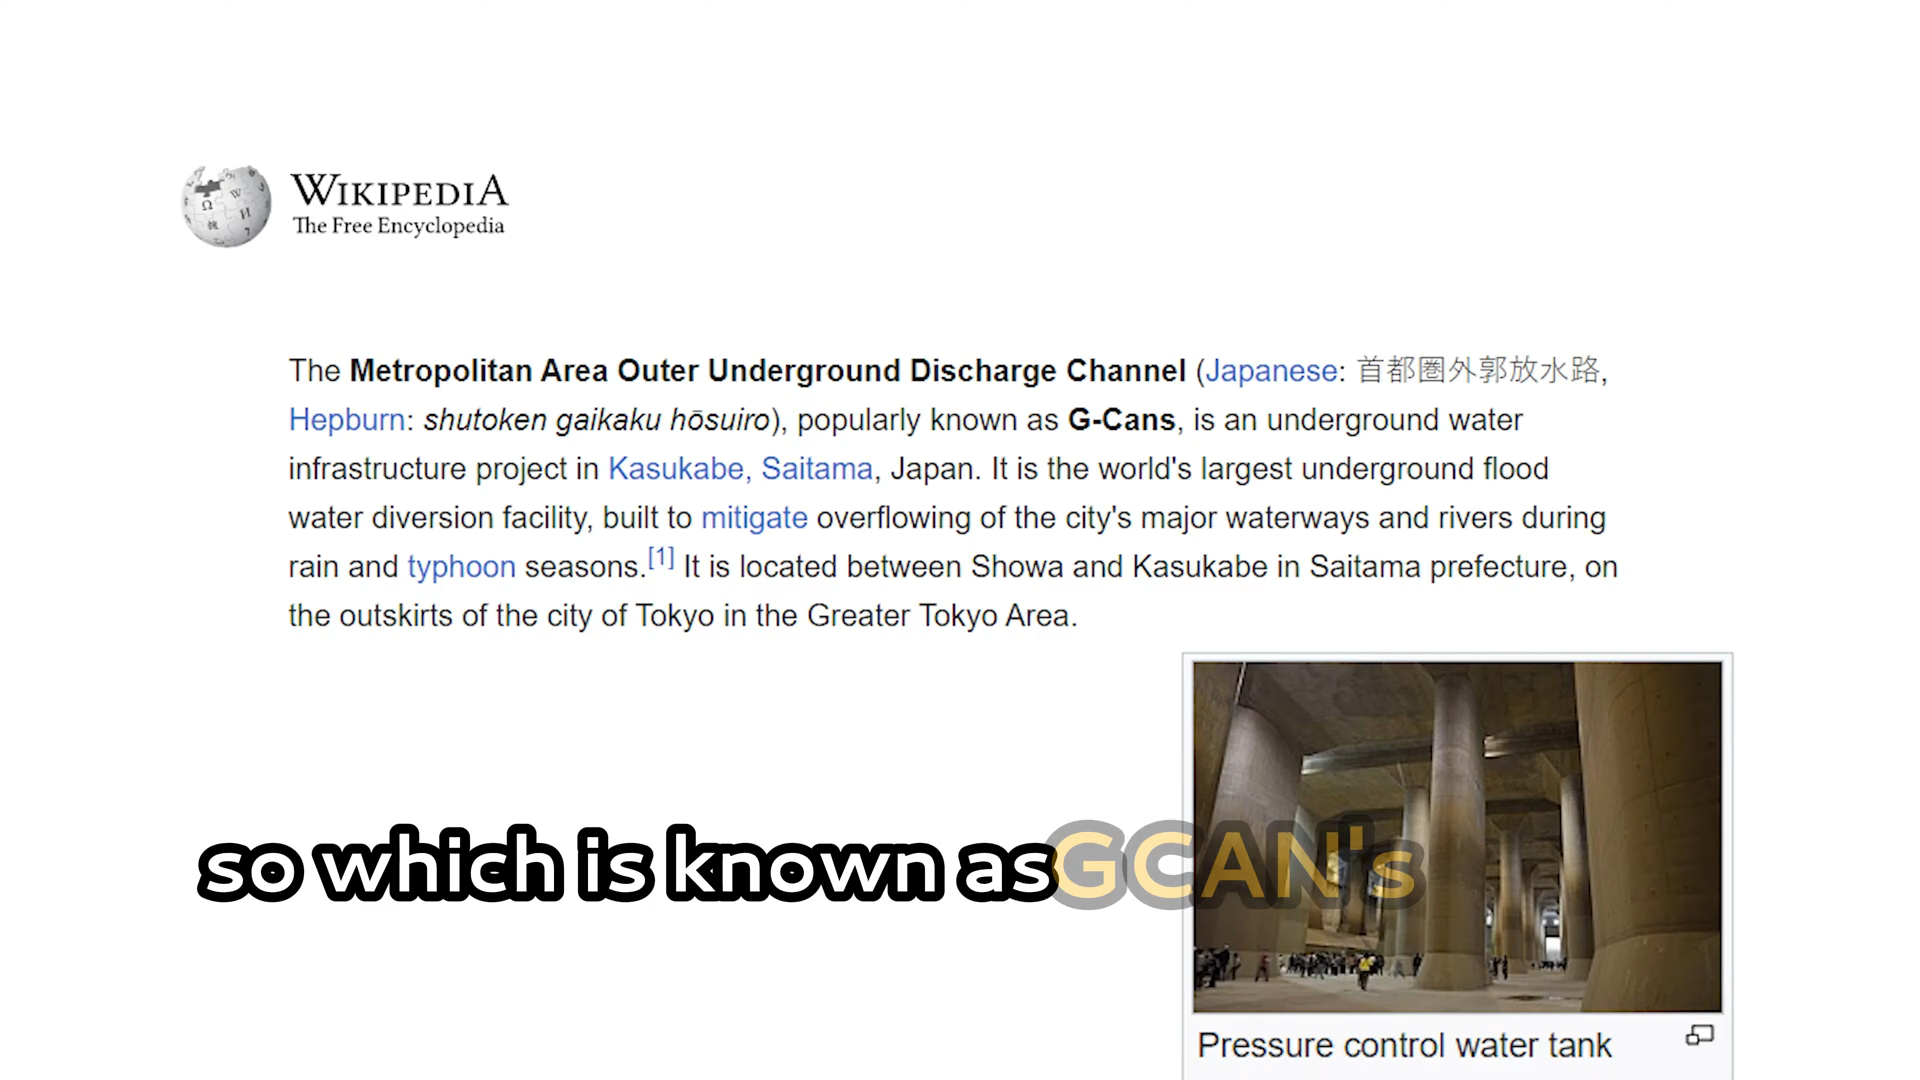 WIKIPEDIA
The Free Encyclopedia
The Metropolitan Area Outer Underground Discharge Channel (Japanese: 首都圏外郭放水路,
Hepburn: shutoken gaikaku hōsuiro), popularly known as G-Cans, is an underground water
infrastructure project in Kasukabe, Saitama, Japan. It is the world's largest underground flood
water diversion facility, built to mitigate overflowing of the city's major waterways and rivers during
rain and typhoon seasons.[1] It is located between Showa and Kasukabe in Saitama prefecture, on
the outskirts of the city of Tokyo in the Greater Tokyo Area.
so which is known as GCAN's
Pressure control water tank